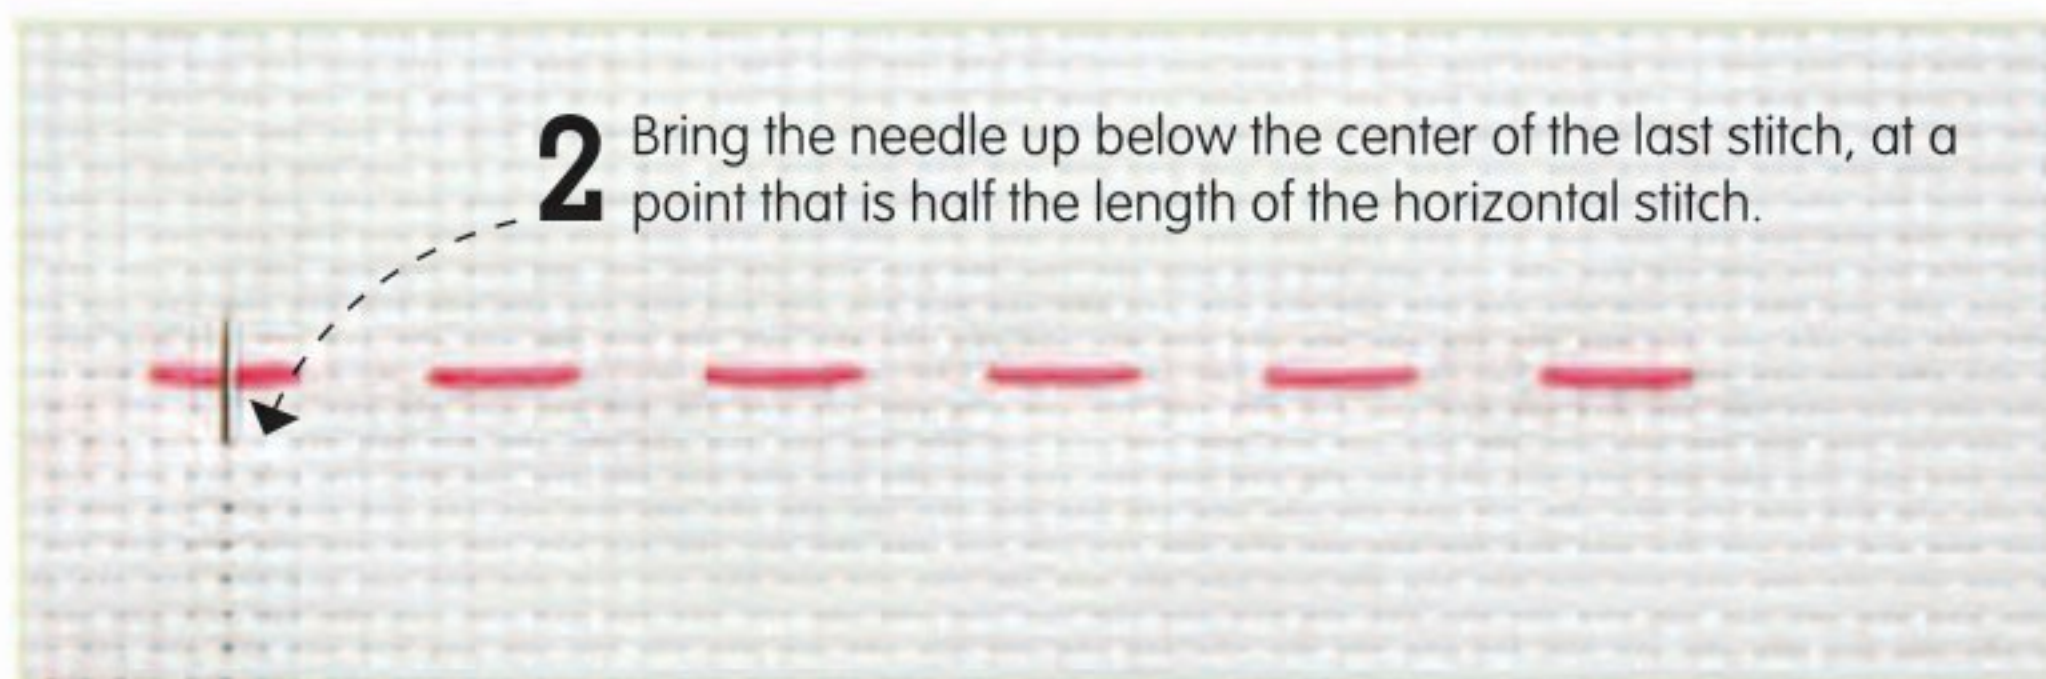 2 Bring the needle up below the center of the last stitch, at a
point that is half the length of the horizontal stitch.